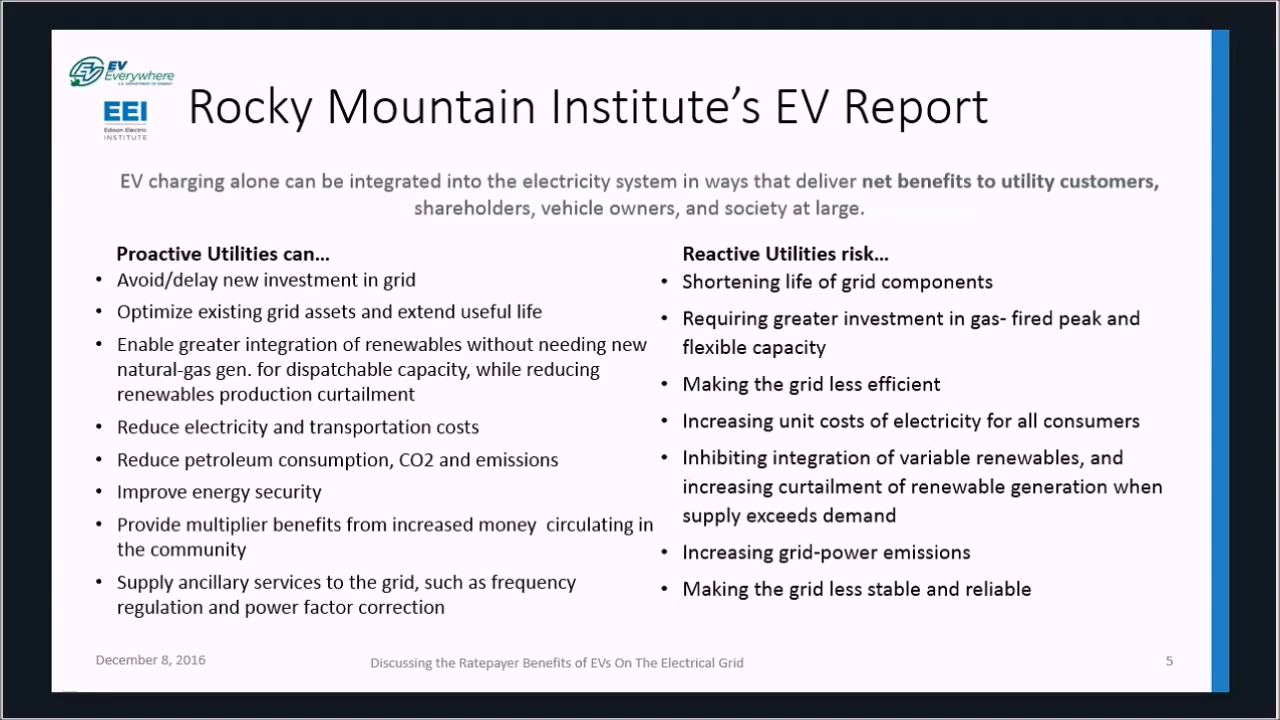 EV
Everywhere
U.S. DEPARTMENT OF ENERGY
EEI
Edison Electric
INSTITUTE
Rocky Mountain Institute's EV Report
EV charging alone can be integrated into the electricity system in ways that deliver net benefits to utility customers,
shareholders, vehicle owners, and society at large.
Proactive Utilities can...
• Avoid/delay new investment in grid
• Optimize existing grid assets and extend useful life
• Enable greater integration of renewables without needing new
natural-gas gen. for dispatchable capacity, while reducing
renewables production curtailment
• Reduce electricity and transportation costs
• Reduce petroleum consumption, CO2 and emissions
• Improve energy security
• Provide multiplier benefits from increased money  circulating in
the community
• Supply ancillary services to the grid, such as frequency
regulation and power factor correction
Reactive Utilities risk...
• Shortening life of grid components
• Requiring greater investment in gas- fired peak and
flexible capacity
• Making the grid less efficient
• Increasing unit costs of electricity for all consumers
• Inhibiting integration of variable renewables, and
increasing curtailment of renewable generation when
supply exceeds demand
• Increasing grid-power emissions
• Making the grid less stable and reliable
December 8, 2016
Discussing the Ratepayer Benefits of EVs On The Electrical Grid
5